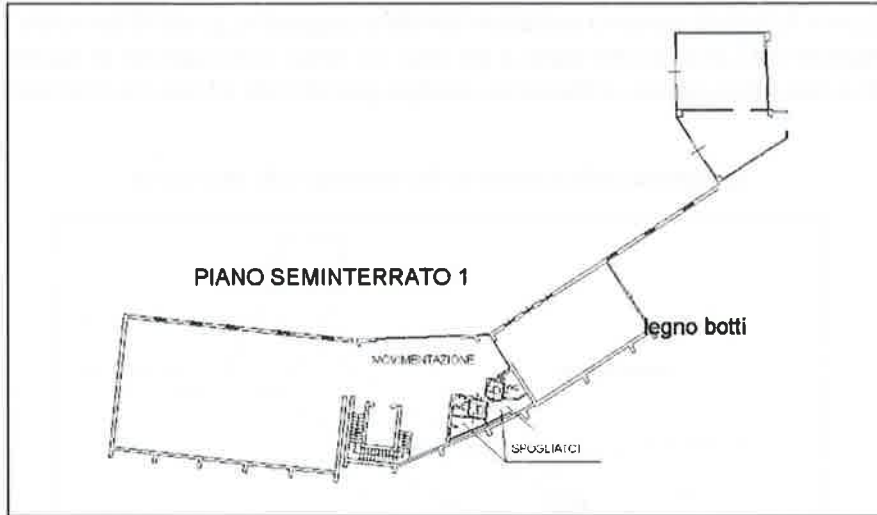 PIANO SEMINTERRATO 1
legno botti
MOVIMENTAZIONE
SPOGLIATOI